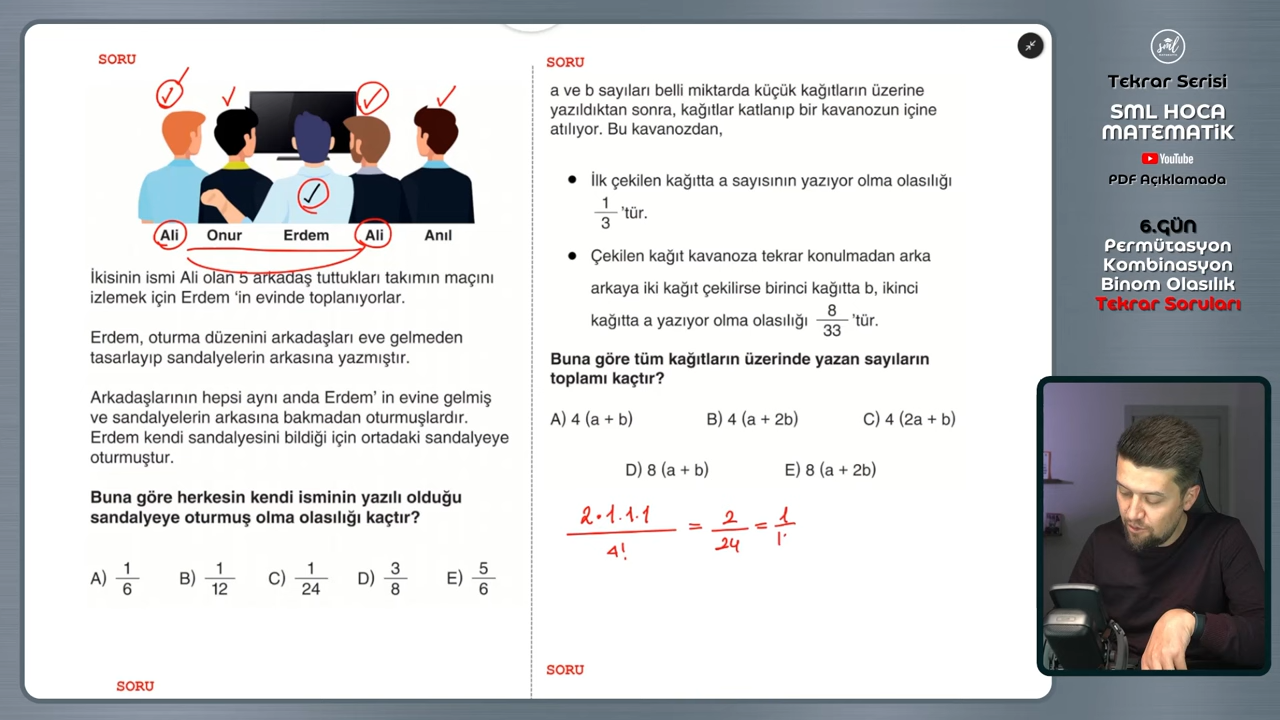 SORU
Ali Onur Erdem Ali Anıl
İkisinin ismi Ali olan 5 arkadaş tuttukları takımın maçını
izlemek için Erdem 'in evinde toplanıyorlar.
Erdem, oturma düzenini arkadaşları eve gelmeden
tasarlayıp sandalyelerin arkasına yazmıştır.
Arkadaşlarının hepsi aynı anda Erdem' in evine gelmiş
ve sandalyelerin arkasına bakmadan oturmuşlardır.
Erdem kendi sandalyesini bildiği için ortadaki sandalyeye
oturmuştur.
Buna göre herkesin kendi isminin yazılı olduğu
sandalyeye oturmuş olma olasılığı kaçtır?
A) 1/6 B) 1/12 C) 1/24 D) 3/8 E) 5/6
SORU
SORU
a ve b sayıları belli miktarda küçük kağıtların üzerine
yazıldıktan sonra, kağıtlar katlanıp bir kavanozun içine
atılıyor. Bu kavanozdan,
• İlk çekilen kağıtta a sayısının yazıyor olma olasılığı
1/3 'tür.
• Çekilen kağıt kavanoza tekrar konulmadan arka
arkaya iki kağıt çekilirse birinci kağıtta b, ikinci
kağıtta a yazıyor olma olasılığı 8/33 'tür.
Buna göre tüm kağıtların üzerinde yazan sayıların
toplamı kaçtır?
A) 4 (a + b) B) 4 (a + 2b) C) 4 (2a + b)
D) 8 (a + b) E) 8 (a + 2b)
2·1.1.1/4! = 2/24 = 1/1
SORU
sml
Tekrar Serisi
SML HOCA
MATEMATİK
YouTube
PDF Açıklamada
6.GÜN
Permütasyon
Kombinasyon
Binom Olasılık
Tekrar Soruları